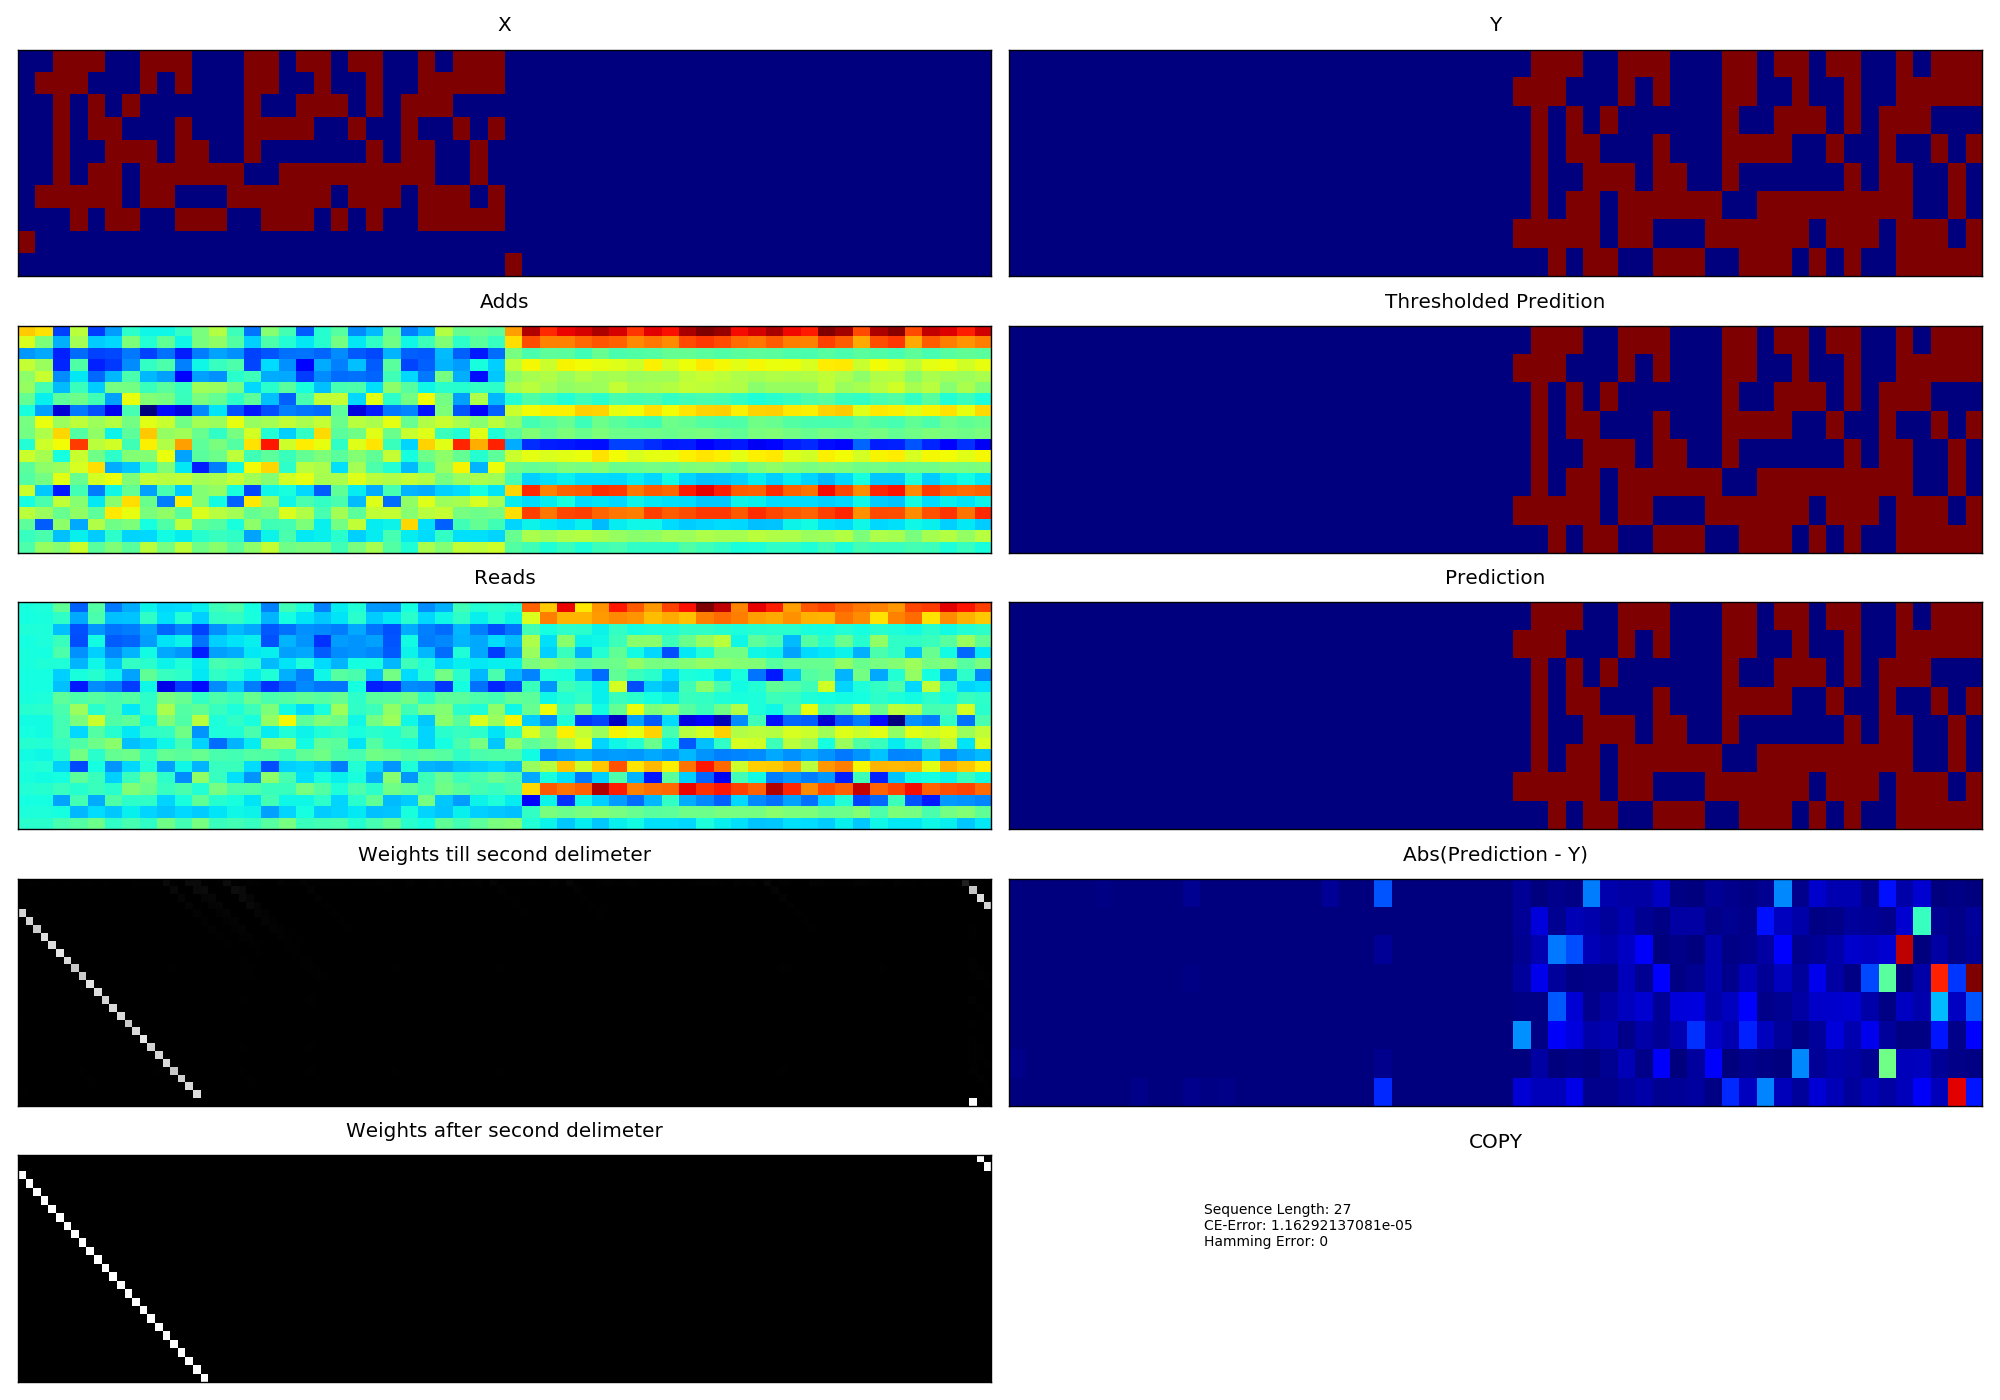 X
Y
Adds
Thresholded Predition
Reads
Prediction
Weights till second delimeter
Abs(Prediction - Y)
Weights after second delimeter
COPY
Sequence Length: 27
CE-Error: 1.16292137081e-05
Hamming Error: 0